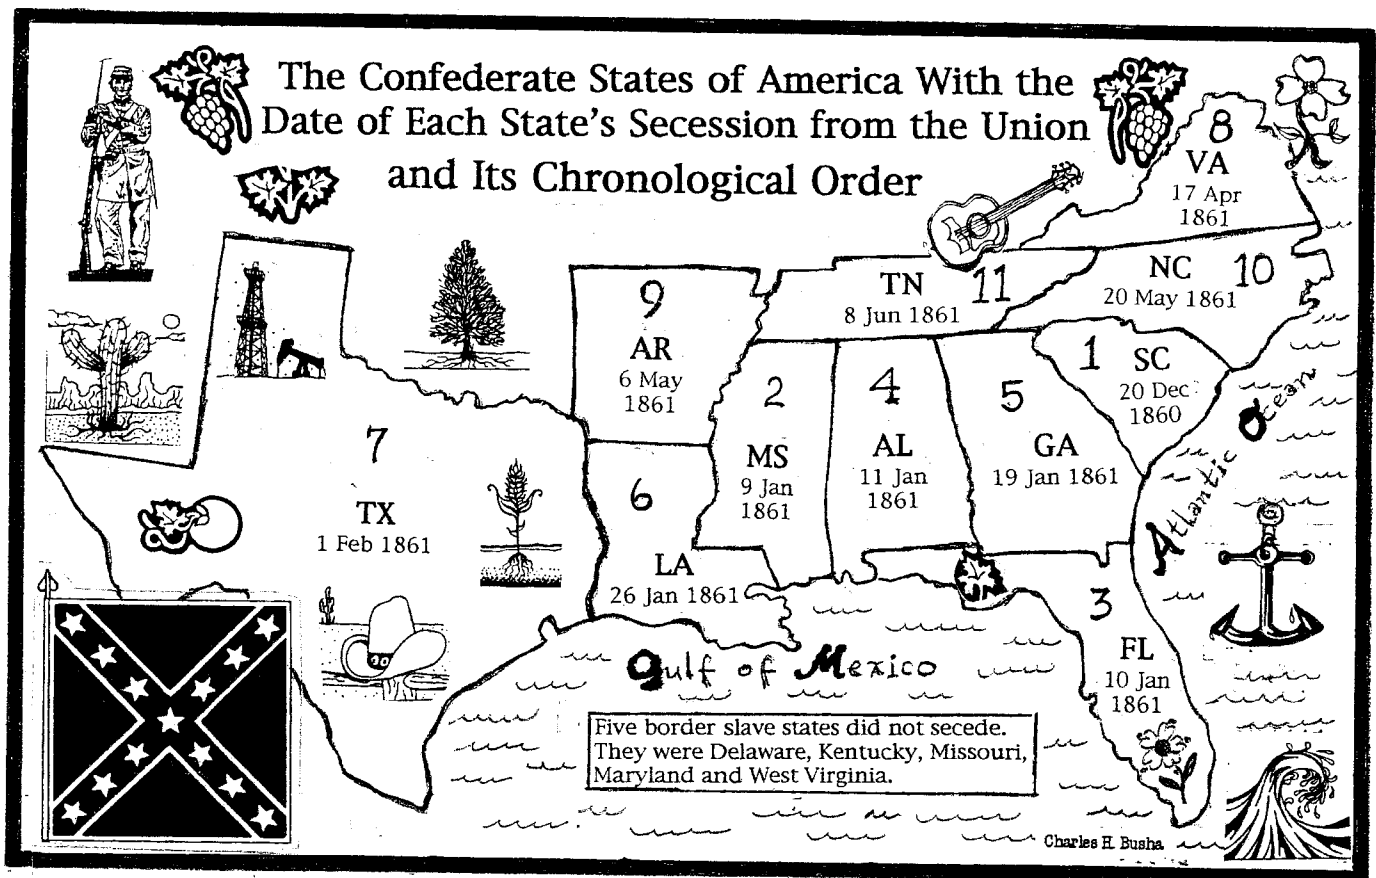 The Confederate States of America With the
Date of Each State's Secession from the Union
and Its Chronological Order
8
VA
17 Apr
1861
TN 11
8 Jun 1861
NC 10
20 May 1861
9
AR
6 May
1861
1 SC
20 Dec
1860
2
MS
9 Jan
1861
4
AL
11 Jan
1861
5
GA
19 Jan 1861
7
TX
1 Feb 1861
6
LA
26 Jan 1861
3
FL
10 Jan
1861
Atlantic Ocean
Gulf of Mexico
Five border slave states did not secede.
They were Delaware, Kentucky, Missouri,
Maryland and West Virginia.
Charles H. Busha